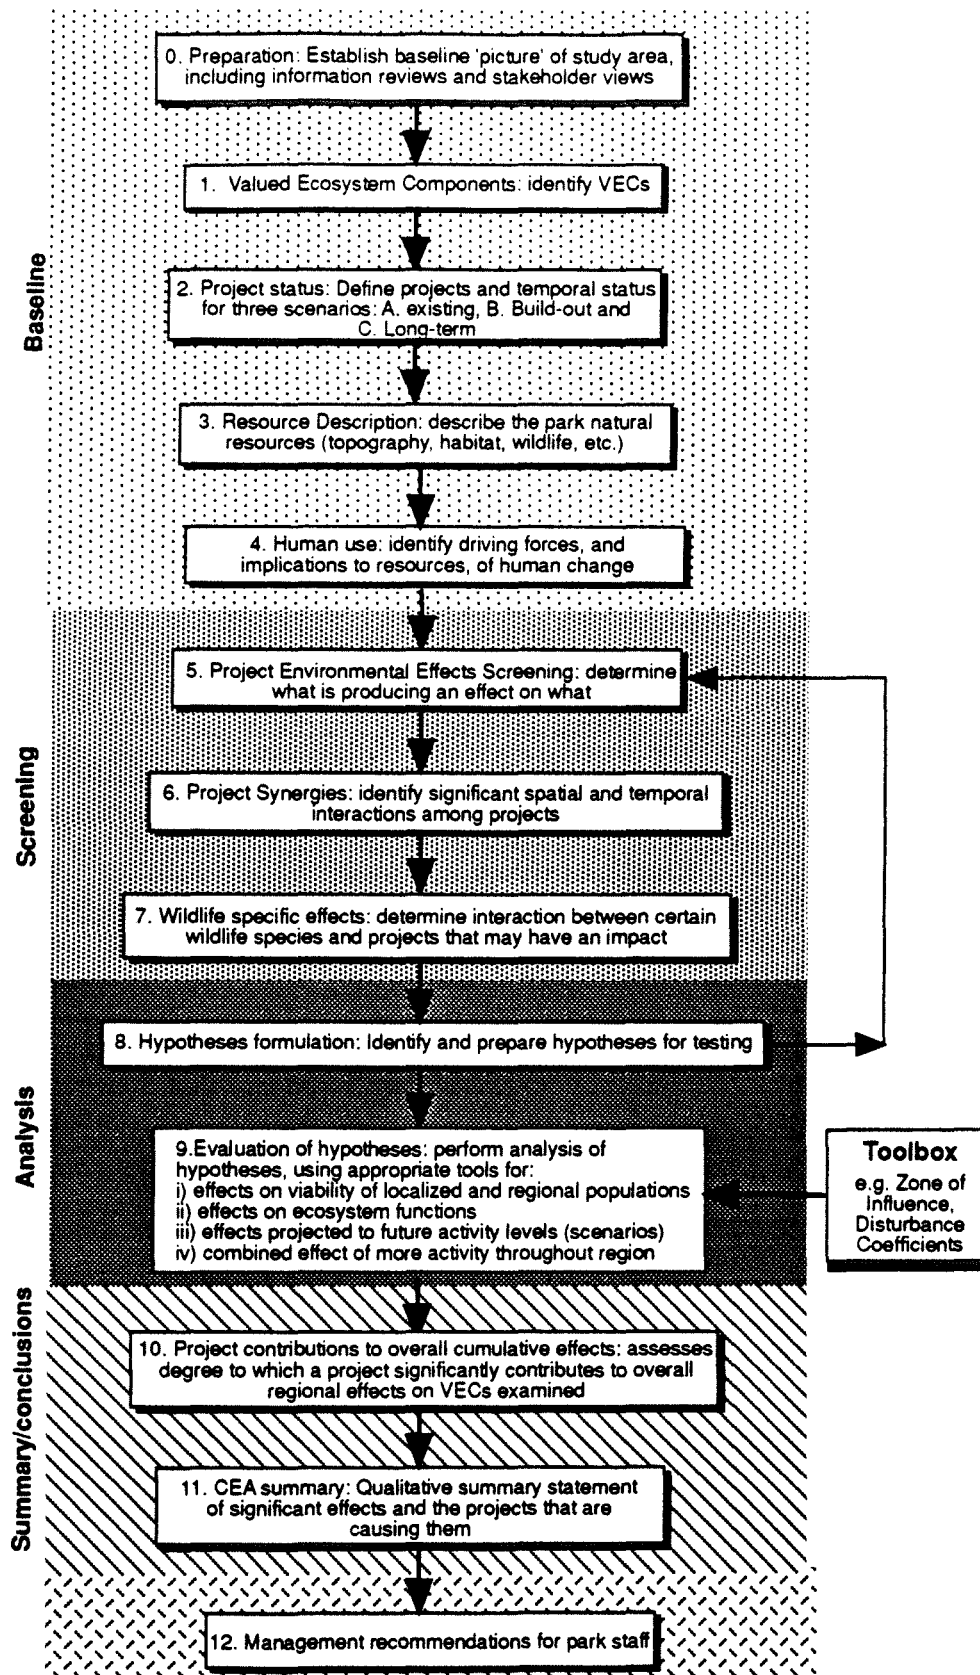 0. Preparation: Establish baseline 'picture' of study area,
including information reviews and stakeholder views
1. Valued Ecosystem Components: identify VECs
2. Project status: Define projects and temporal status
for three scenarios: A. existing, B. Build-out and
C. Long-term
Baseline
3. Resource Description: describe the park natural
resources (topography, habitat, wildlife, etc.)
4. Human use: identify driving forces, and
implications to resources, of human change
5. Project Environmental Effects Screening: determine
what is producing an effect on what
Screening
6. Project Synergies: identify significant spatial and temporal
interactions among projects
7. Wildlife specific effects: determine interaction between certain
wildlife species and projects that may have an impact
8. Hypotheses formulation: Identify and prepare hypotheses for testing
Analysis
9.Evaluation of hypotheses: perform analysis of
hypotheses, using appropriate tools for:
i) effects on viability of localized and regional populations
ii) effects on ecosystem functions
iii) effects projected to future activity levels (scenarios)
iv) combined effect of more activity throughout region
Toolbox
e.g. Zone of
Influence,
Disturbance
Coefficients
Summary/conclusions
10. Project contributions to overall cumulative effects: assesses
degree to which a project significantly contributes to overall
regional effects on VECs examined
11. CEA summary: Qualitative summary statement
of significant effects and the projects that are
causing them
12. Management recommendations for park staff